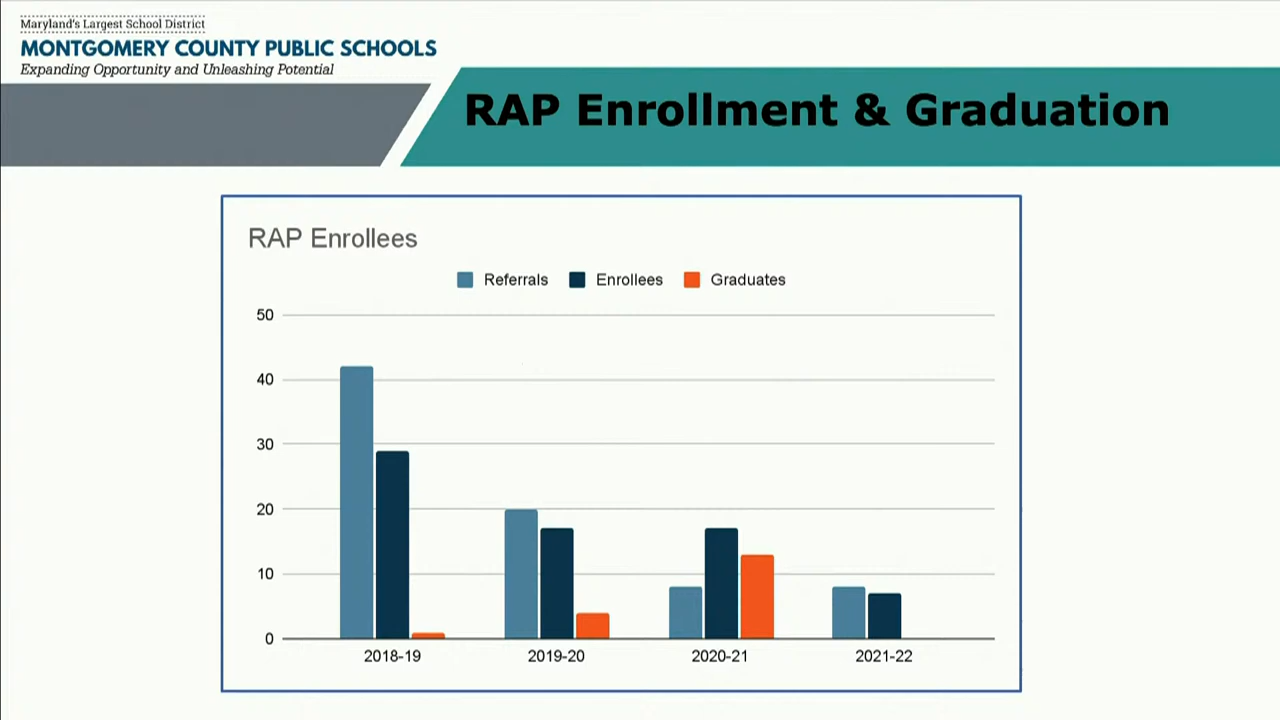 Maryland's Largest School District
MONTGOMERY COUNTY PUBLIC SCHOOLS
Expanding Opportunity and Unleashing Potential
RAP Enrollment & Graduation
RAP Enrollees
Referrals Enrollees Graduates
50
40
30
20
10
0
2018-19 2019-20 2020-21 2021-22